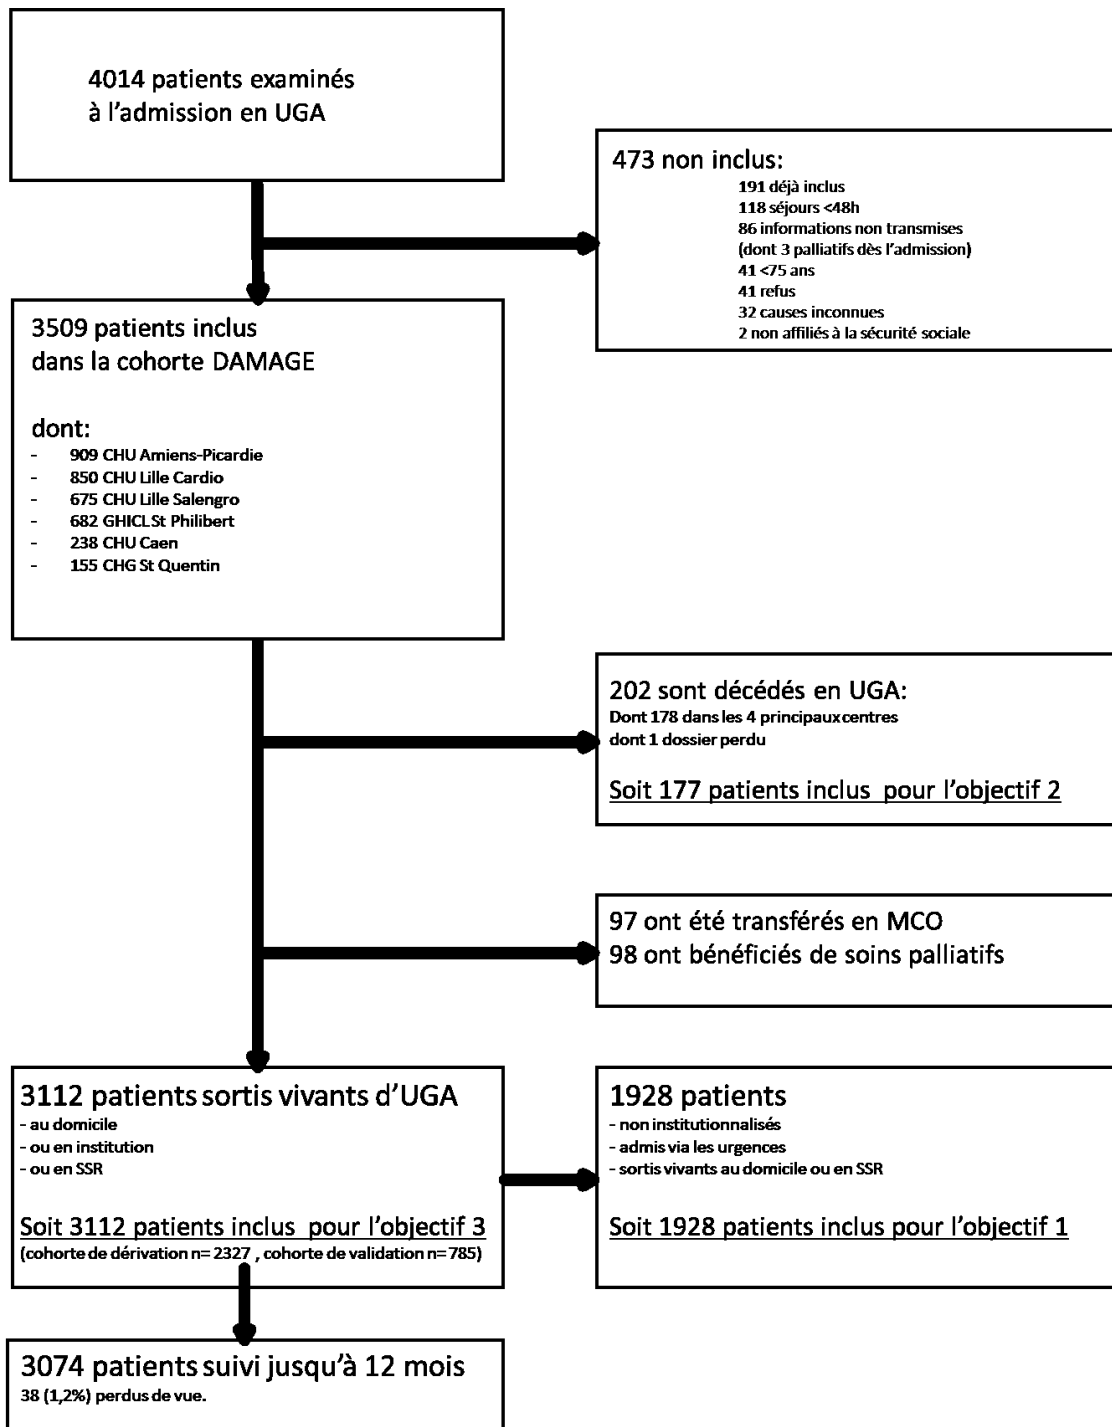 4014 patients examinés
à l'admission en UGA
473 non inclus:
191 déjà inclus
118 séjours <48h
86 informations non transmises
(dont 3 palliatifs dès l'admission)
41 <75 ans
41 refus
32 causes inconnues
2 non affiliés à la sécurité sociale
3509 patients inclus
dans la cohorte DAMAGE
dont:
- 909 CHU Amiens-Picardie
- 850 CHU Lille Cardio
- 675 CHU Lille Salengro
- 682 GHICLSt Philibert
- 238 CHU Caen
- 155 CHG St Quentin
202 sont décédés en UGA:
Dont 178 dans les 4 principaux centres
dont 1 dossier perdu
Soit 177 patients inclus pour l'objectif 2
97 ont été transférés en MCO
98 ont bénéficiés de soins palliatifs
3112 patients sortis vivants d'UGA
- au domicile
- ou en institution
- ou en SSR
Soit 3112 patients inclus pour l'objectif 3
(cohorte de dérivation n= 2327 , cohorte de validation n= 785)
1928 patients
- non institutionnalisés
- admis via les urgences
- sortis vivants au domicile ou en SSR
Soit 1928 patients inclus pour l'objectif 1
3074 patients suivi jusqu'à 12 mois
38 (1,2%) perdus de vue.